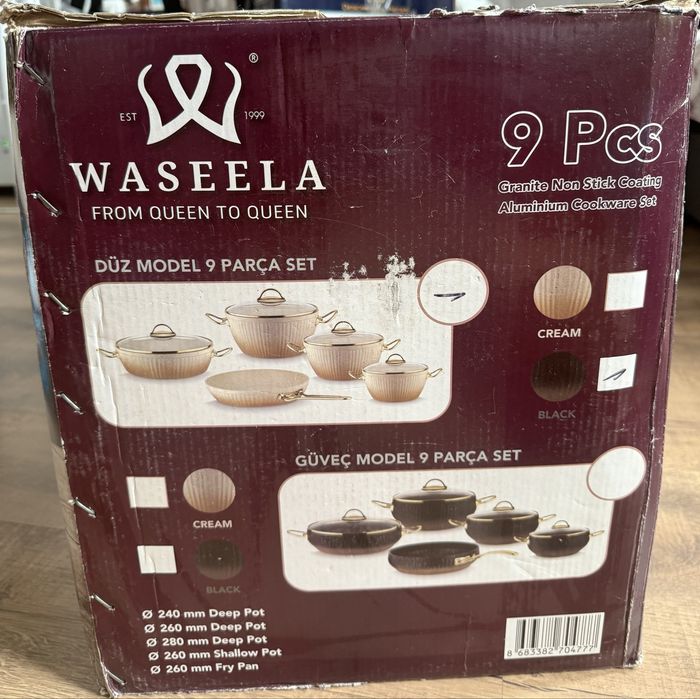 EST ® 1999
WASEELA
FROM QUEEN TO QUEEN
9 Pcs
Granite Non Stick Coating
Aluminium Cookware Set
DÜZ MODEL 9 PARÇA SET
CREAM
BLACK
GÜVEÇ MODEL 9 PARÇA SET
CREAM
BLACK
Ø 240 mm Deep Pot
Ø 260 mm Deep Pot
Ø 280 mm Deep Pot
Ø 260 mm Shallow Pot
Ø 260 mm Fry Pan
8 683382 704777